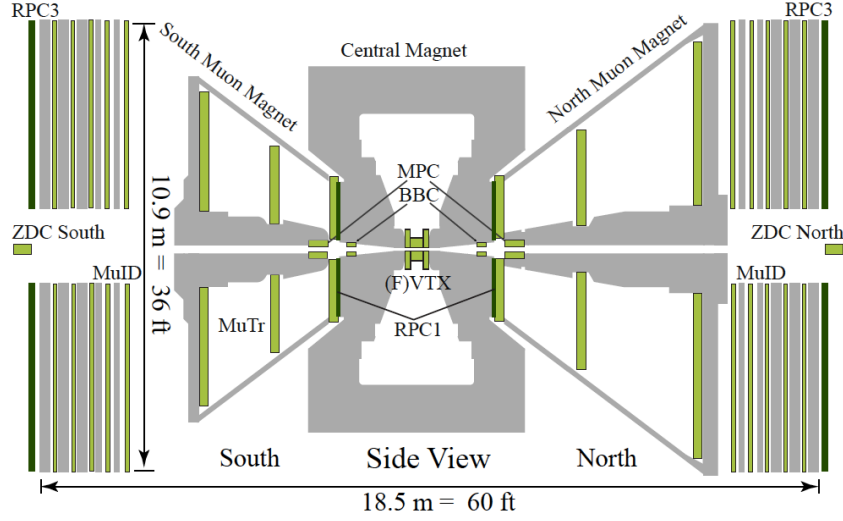 RPC3
RPC3
South Muon Magnet
Central Magnet
North Muon Magnet
MPC
BBC
10.9 m = 36 ft
ZDC South
ZDC North
MuID
MuID
(F)VTX
MuTr
RPC1
South
Side View
North
18.5 m = 60 ft